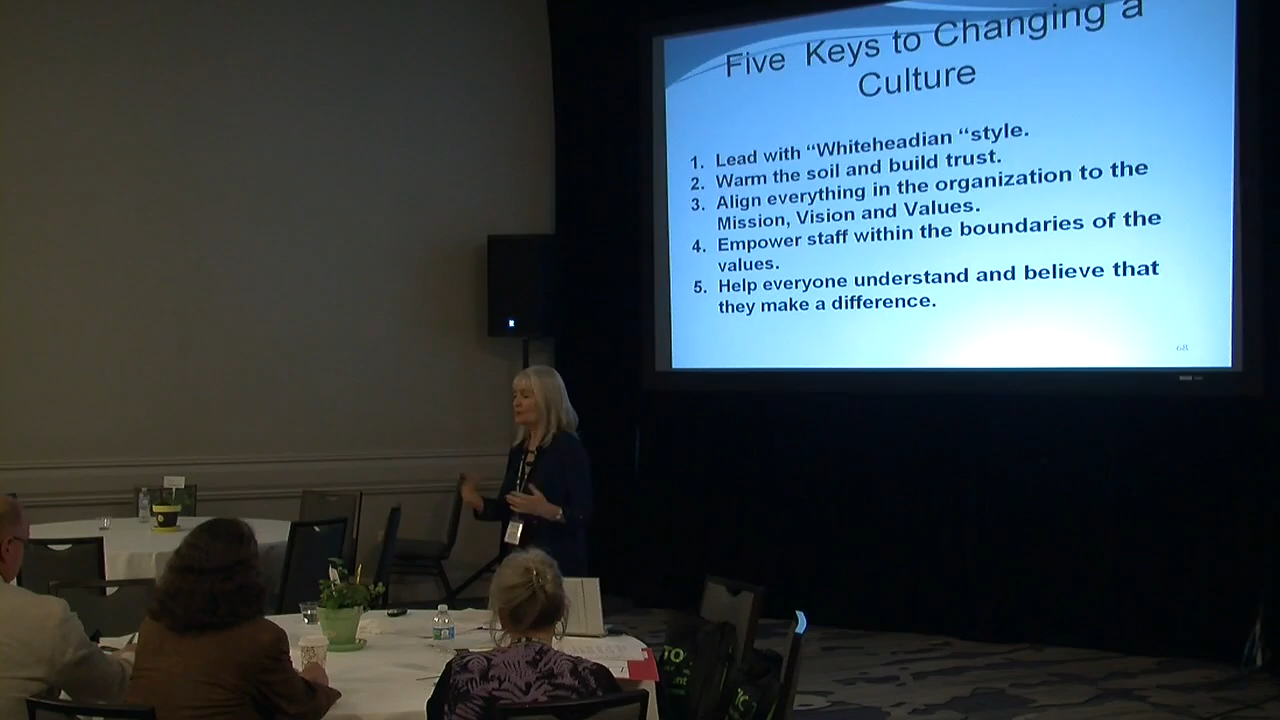 Five Keys to Changing a
Culture
1. Lead with “Whiteheadian “style.
2. Warm the soil and build trust.
3. Align everything in the organization to the
Mission, Vision and Values.
4. Empower staff within the boundaries of the
values.
5. Help everyone understand and believe that
they make a difference.
68
TO